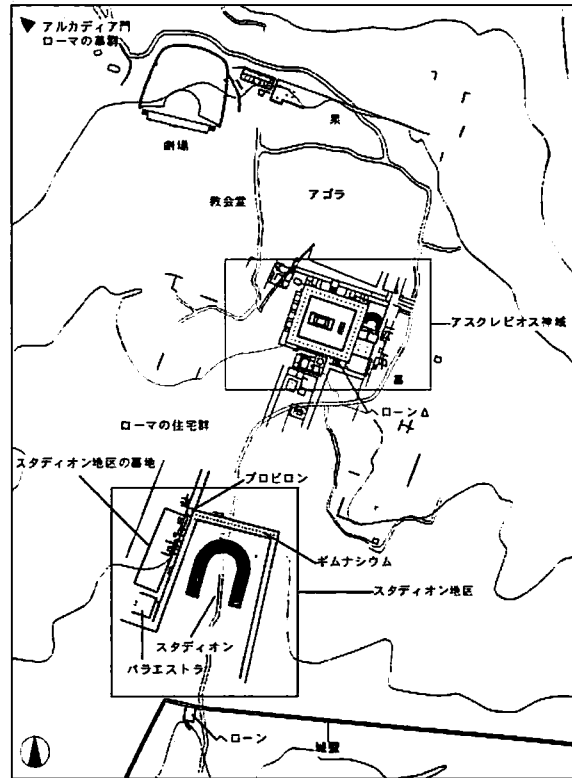 アルカディア門
ローマの墓群
泉
劇場
教会堂
アゴラ
アスクレピオス神域
墓
ローンΔ
ローマの住宅群
スタディオン地区の墓地
プロピロン
ギムナシウム
スタディオン地区
スタディオン
パラエストラ
ローン
城壁